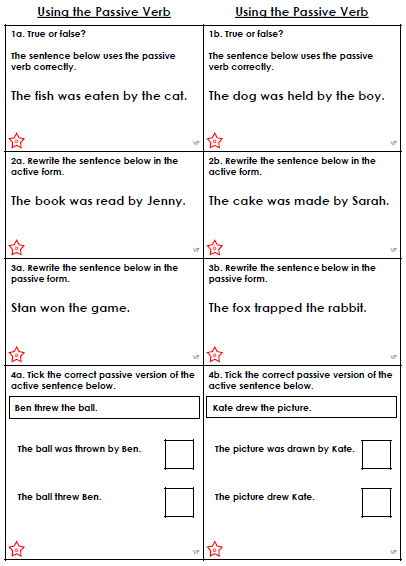 Using the Passive Verb
1a. True or false?
The sentence below uses the passive
verb correctly.
The fish was eaten by the cat.
VF
2a. Rewrite the sentence below in the
active form.
The book was read by Jenny.
VF
3a. Rewrite the sentence below in the
passive form.
Stan won the game.
VF
4a. Tick the correct passive version of the
active sentence below.
Ben threw the ball.
The ball was thrown by Ben.
The ball threw Ben.
VF
Using the Passive Verb
1b. True or false?
The sentence below uses the passive
verb correctly.
The dog was held by the boy.
VF
2b. Rewrite the sentence below in the
active form.
The cake was made by Sarah.
VF
3b. Rewrite the sentence below in the
passive form.
The fox trapped the rabbit.
VF
4b. Tick the correct passive version of the
active sentence below.
Kate drew the picture.
The picture was drawn by Kate.
The picture drew Kate.
VF